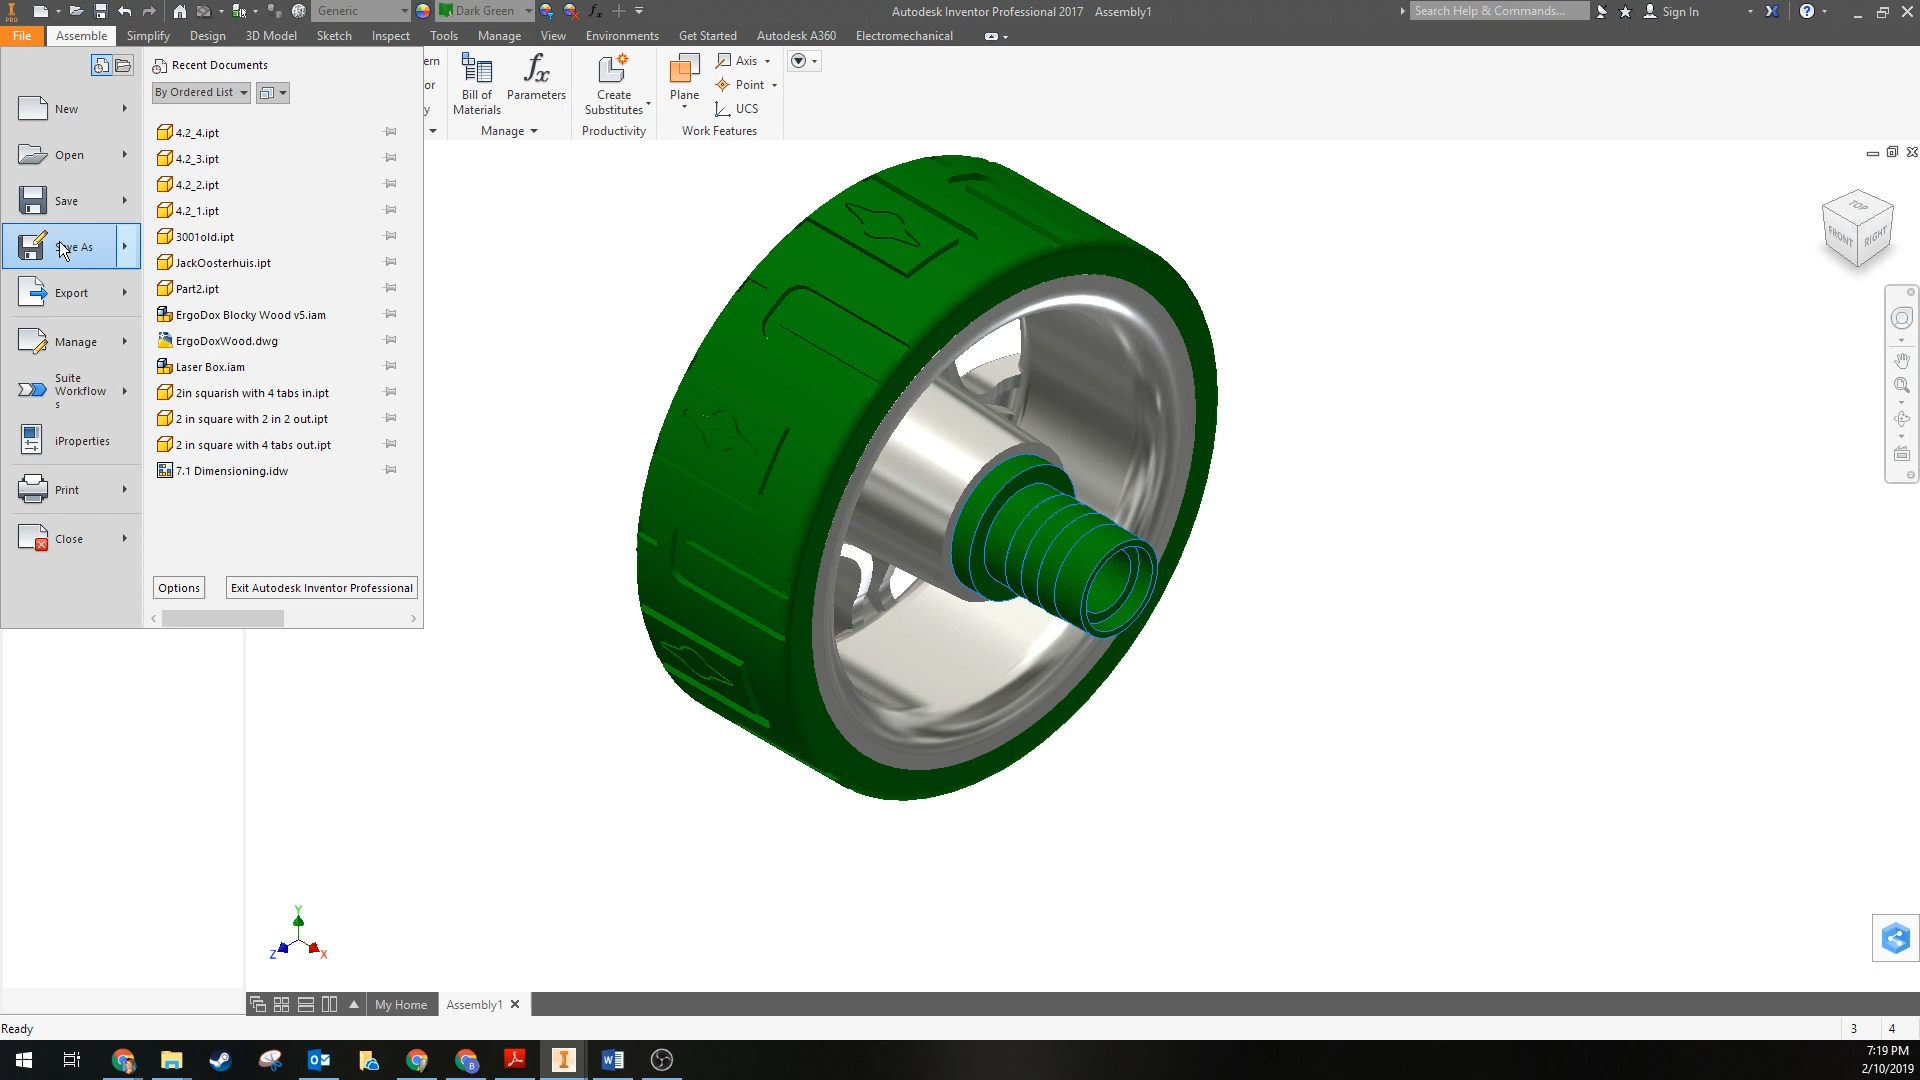 PRO
Generic
Dark Green
Autodesk Inventor Professional 2017 Assembly1
Search Help & Commands...
Sign In
File
Assemble
Simplify
Design
3D Model
Sketch
Inspect
Tools
Manage
View
Environments
Get Started
Autodesk A360
Electromechanical
Recent Documents
By Ordered List
New
Open
Save
Save As
Export
Manage
Suite
Workflow
s
iProperties
Print
Close
4.2_4.ipt
4.2_3.ipt
4.2_2.ipt
4.2_1.ipt
3001old.ipt
JackOosterhuis.ipt
Part2.ipt
ErgoDox Blocky Wood v5.iam
ErgoDoxWood.dwg
Laser Box.iam
2in squarish with 4 tabs in.ipt
2 in square with 2 in 2 out.ipt
2 in square with 4 tabs out.ipt
7.1 Dimensioning.idw
Options
Exit Autodesk Inventor Professional
ern
or
y
Bill of
Materials
fx
Parameters
Manage
Create
Substitutes
Productivity
Plane
Axis
Point
UCS
Work Features
TOP
FRONT
RIGHT
Y
Z
X
My Home
Assembly1
Ready
3
4
7:19 PM
2/10/2019